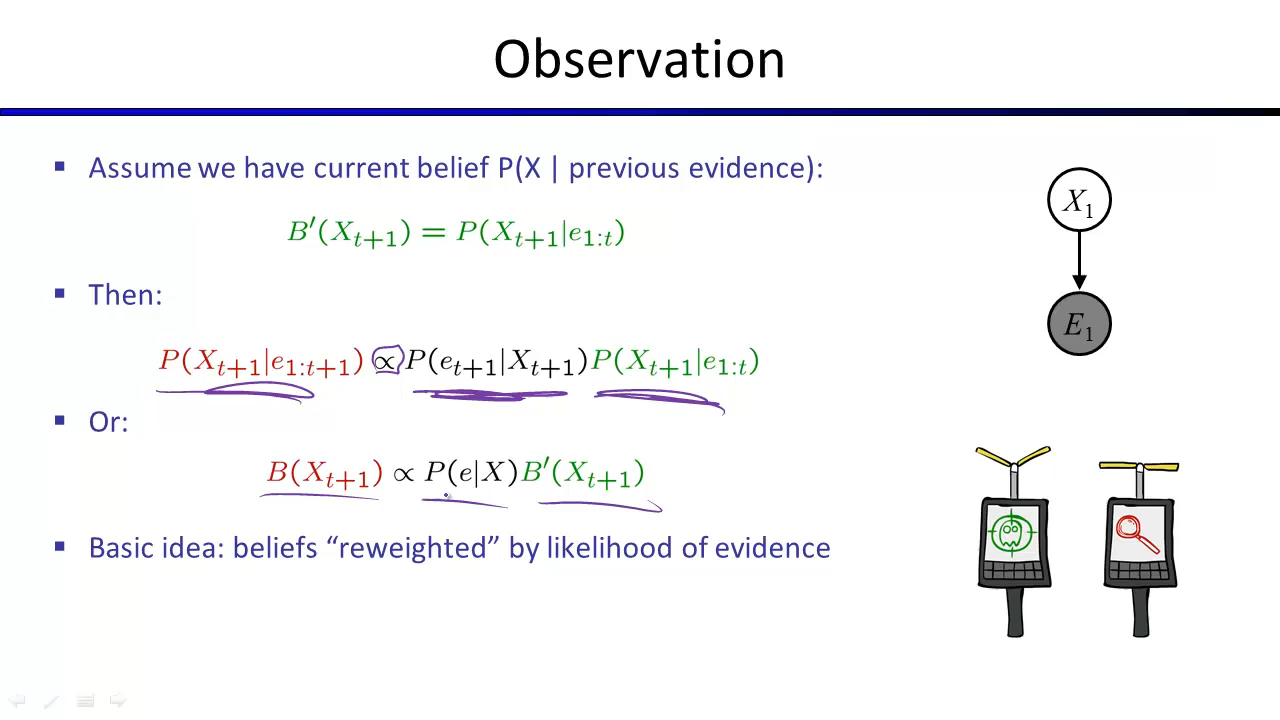 Observation
▪ Assume we have current belief P(X | previous evidence):
B′(X_{t+1}) = P(X_{t+1}|e_{1:t})
▪ Then:
P(X_{t+1}|e_{1:t+1}) ∝ P(e_{t+1}|X_{t+1})P(X_{t+1}|e_{1:t})
▪ Or:
B(X_{t+1}) ∝ P(e|X)B′(X_{t+1})
▪ Basic idea: beliefs “reweighted” by likelihood of evidence
X₁
E₁